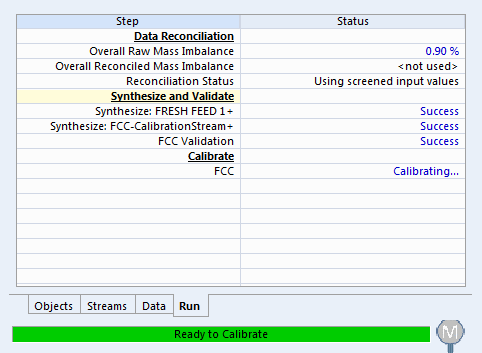 Step Status
Data Reconciliation
Overall Raw Mass Imbalance 0.90 %
Overall Reconciled Mass Imbalance <not used>
Reconciliation Status Using screened input values
Synthesize and Validate
Synthesize: FRESH FEED 1+ Success
Synthesize: FCC-CalibrationStream+ Success
FCC Validation Success
Calibrate
FCC Calibrating...
Objects Streams Data Run
Ready to Calibrate M